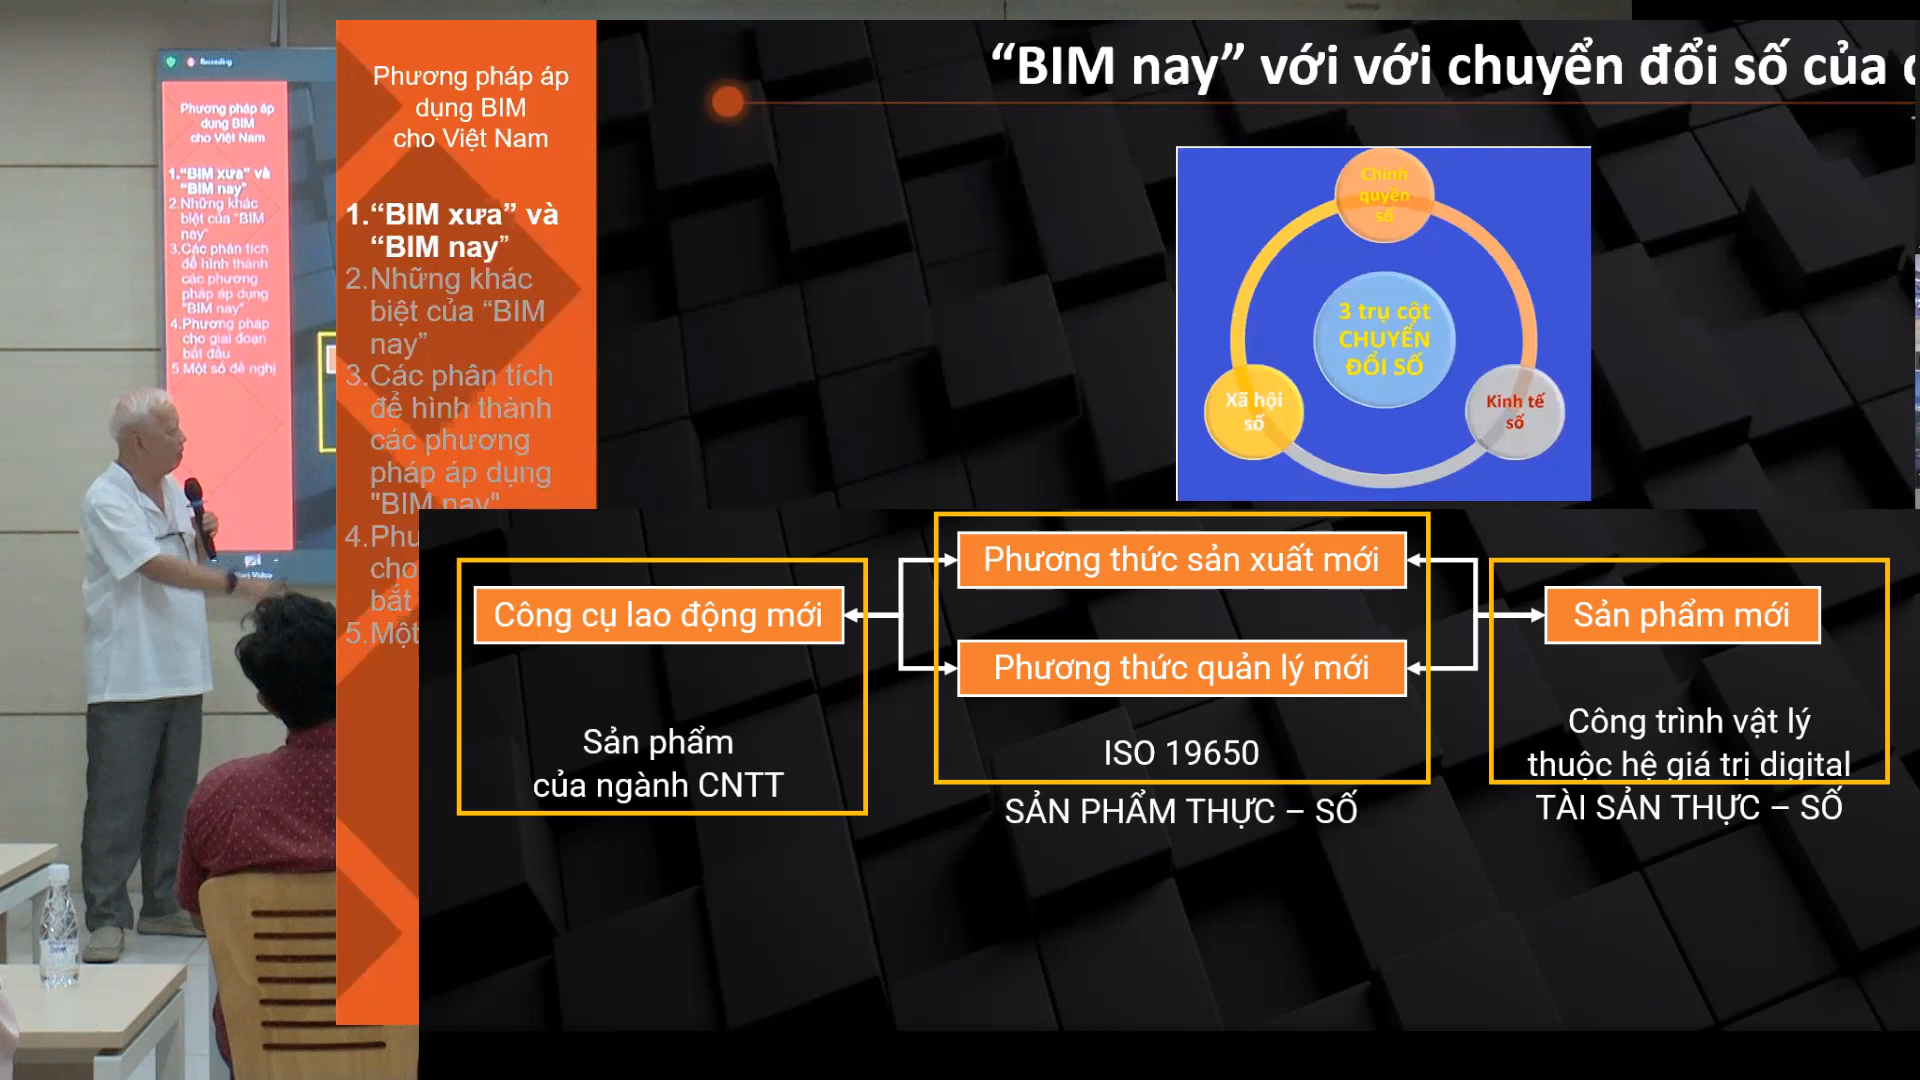 Recording
Phương pháp áp
dụng BIM
cho Việt Nam
1.“BIM xưa” và
“BIM nay”
2.Những khác
biệt của “BIM
nay”
3.Các phân tích
để hình thành
các phương
pháp áp dụng
"BIM nay"
4.Phương pháp
cho giai đoạn
bắt đầu
5 Một số đề nghị
Start Video
Phương pháp áp
dụng BIM
cho Việt Nam
1.“BIM xưa” và
“BIM nay”
2.Những khác
biệt của “BIM
nay”
3.Các phân tích
để hình thành
các phương
pháp áp dụng
"BIM nay"
4.Phư
cho
bắt
5.Một
“BIM nay” với với chuyển đổi số của
Chính
quyền
số
3 trụ cột
CHUYỂN
ĐỔI SỐ
Xã hội
số
Kinh tế
số
Công cụ lao động mới
Sản phẩm
của ngành CNTT
Phương thức sản xuất mới
Phương thức quản lý mới
ISO 19650
SẢN PHẨM THỰC – SỐ
Sản phẩm mới
Công trình vật lý
thuộc hệ giá trị digital
TÀI SẢN THỰC – SỐ